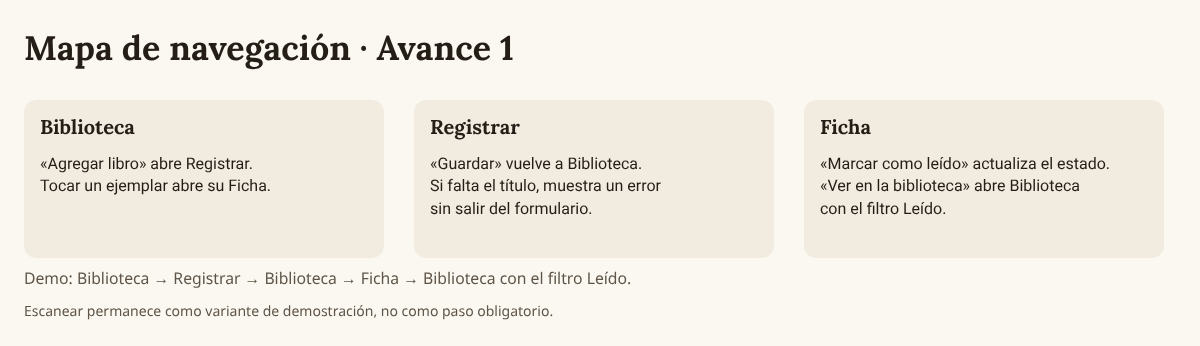 Mapa de navegación · Avance 1
Biblioteca
«Agregar libro» abre Registrar.
Tocar un ejemplar abre su Ficha.
Registrar
«Guardar» vuelve a Biblioteca.
Si falta el título, muestra un error
sin salir del formulario.
Ficha
«Marcar como leído» actualiza el estado.
«Ver en la biblioteca» abre Biblioteca
con el filtro Leído.
Demo: Biblioteca → Registrar → Biblioteca → Ficha → Biblioteca con el filtro Leído.
Escanear permanece como variante de demostración, no como paso obligatorio.